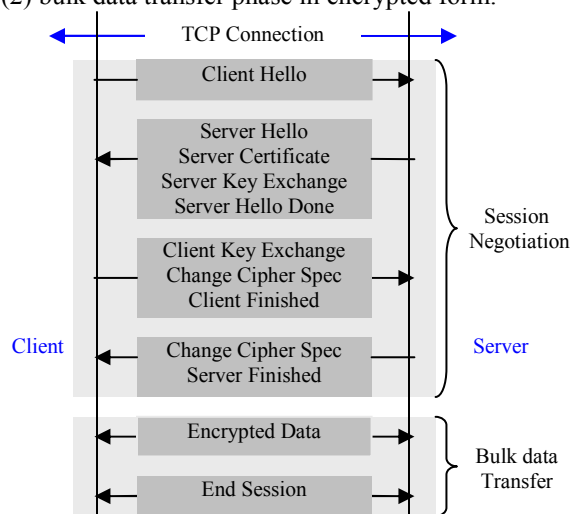 (2) bulk data transfer phase in encrypted form.
TCP Connection
Client Hello
Server Hello
Server Certificate
Server Key Exchange
Server Hello Done
Session
Negotiation
Client Key Exchange
Change Cipher Spec
Client Finished
Client
Server
Change Cipher Spec
Server Finished
Encrypted Data
Bulk data
Transfer
End Session